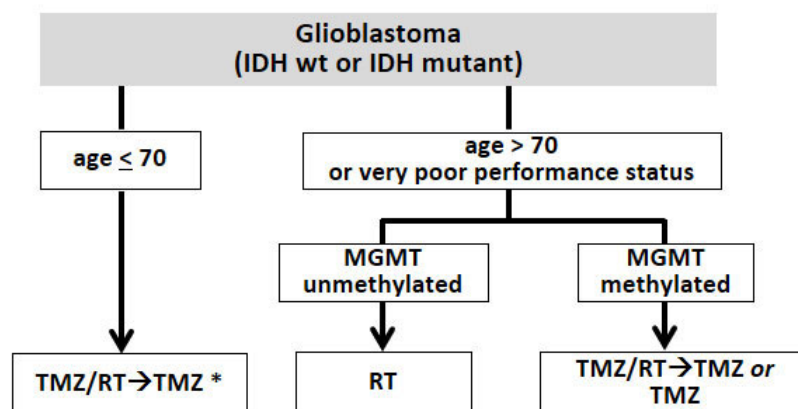 Glioblastoma
(IDH wt or IDH mutant)
age ≤ 70
age > 70
or very poor performance status
MGMT
unmethylated
MGMT
methylated
TMZ/RT→TMZ *
RT
TMZ/RT→TMZ or
TMZ